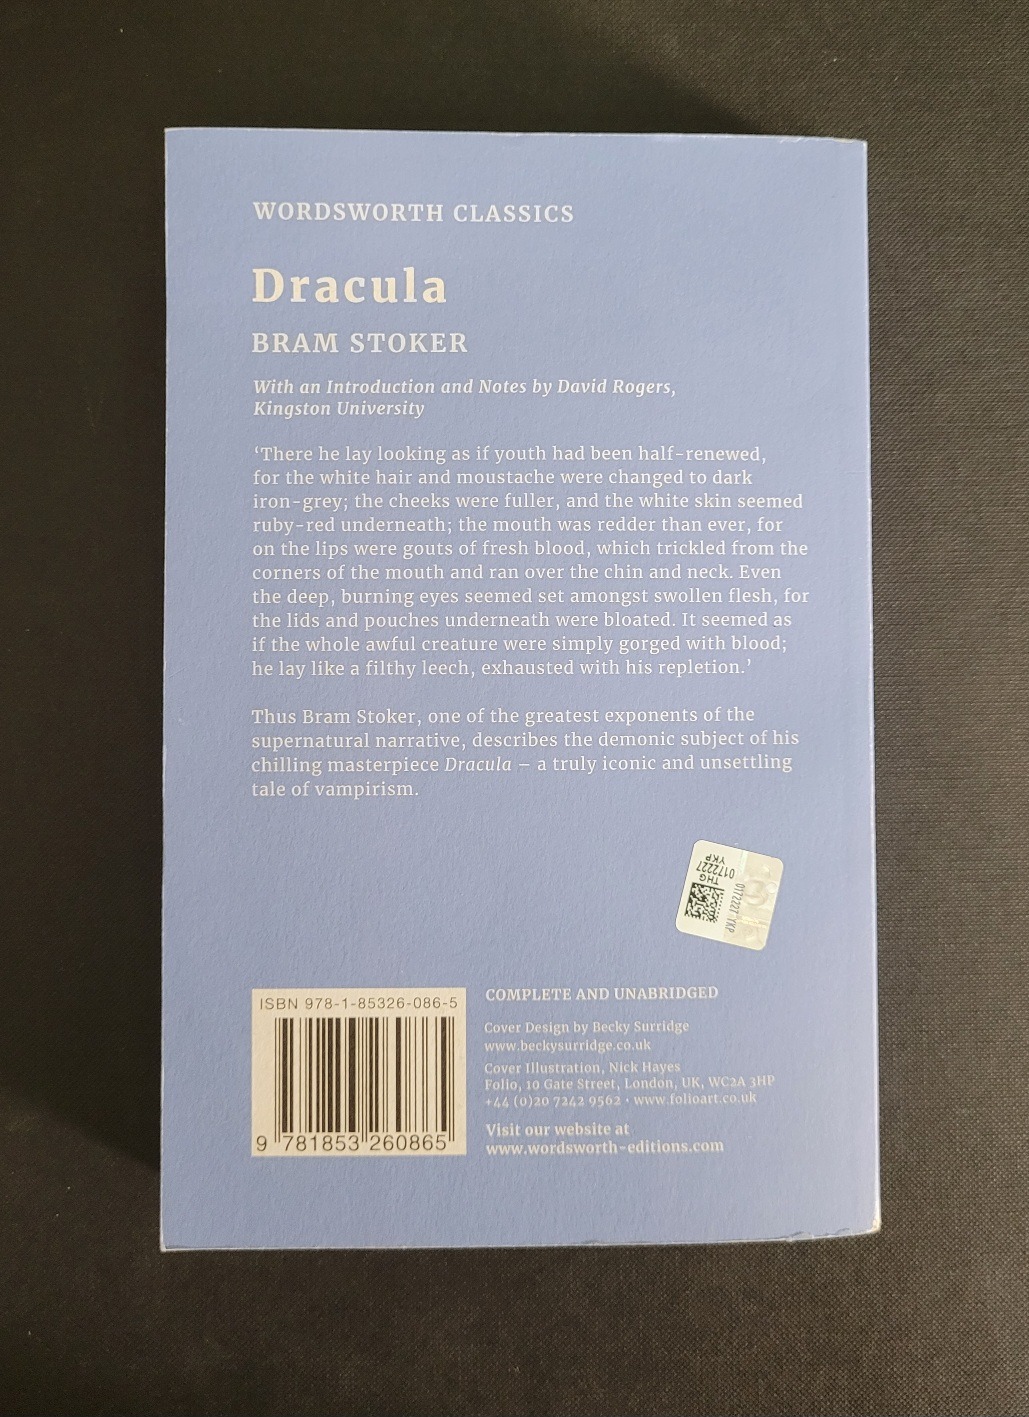 WORDSWORTH CLASSICS
Dracula
BRAM STOKER
With an Introduction and Notes by David Rogers,
Kingston University
‘There he lay looking as if youth had been half-renewed,
for the white hair and moustache were changed to dark
iron-grey; the cheeks were fuller, and the white skin seemed
ruby-red underneath; the mouth was redder than ever, for
on the lips were gouts of fresh blood, which trickled from the
corners of the mouth and ran over the chin and neck. Even
the deep, burning eyes seemed set amongst swollen flesh, for
the lids and pouches underneath were bloated. It seemed as
if the whole awful creature were simply gorged with blood;
he lay like a filthy leech, exhausted with his repletion.’
Thus Bram Stoker, one of the greatest exponents of the
supernatural narrative, describes the demonic subject of his
chilling masterpiece Dracula – a truly iconic and unsettling
tale of vampirism.
THG
0172227
YKP
0172227 YKP
ISBN 978-1-85326-086-5
9 781853 260865
COMPLETE AND UNABRIDGED
Cover Design by Becky Surridge
www.beckysurridge.co.uk
Cover Illustration, Nick Hayes
Folio, 10 Gate Street, London, UK, WC2A 3HP
+44 (0)20 7242 9562 · www.folioart.co.uk
Visit our website at
www.wordsworth-editions.com